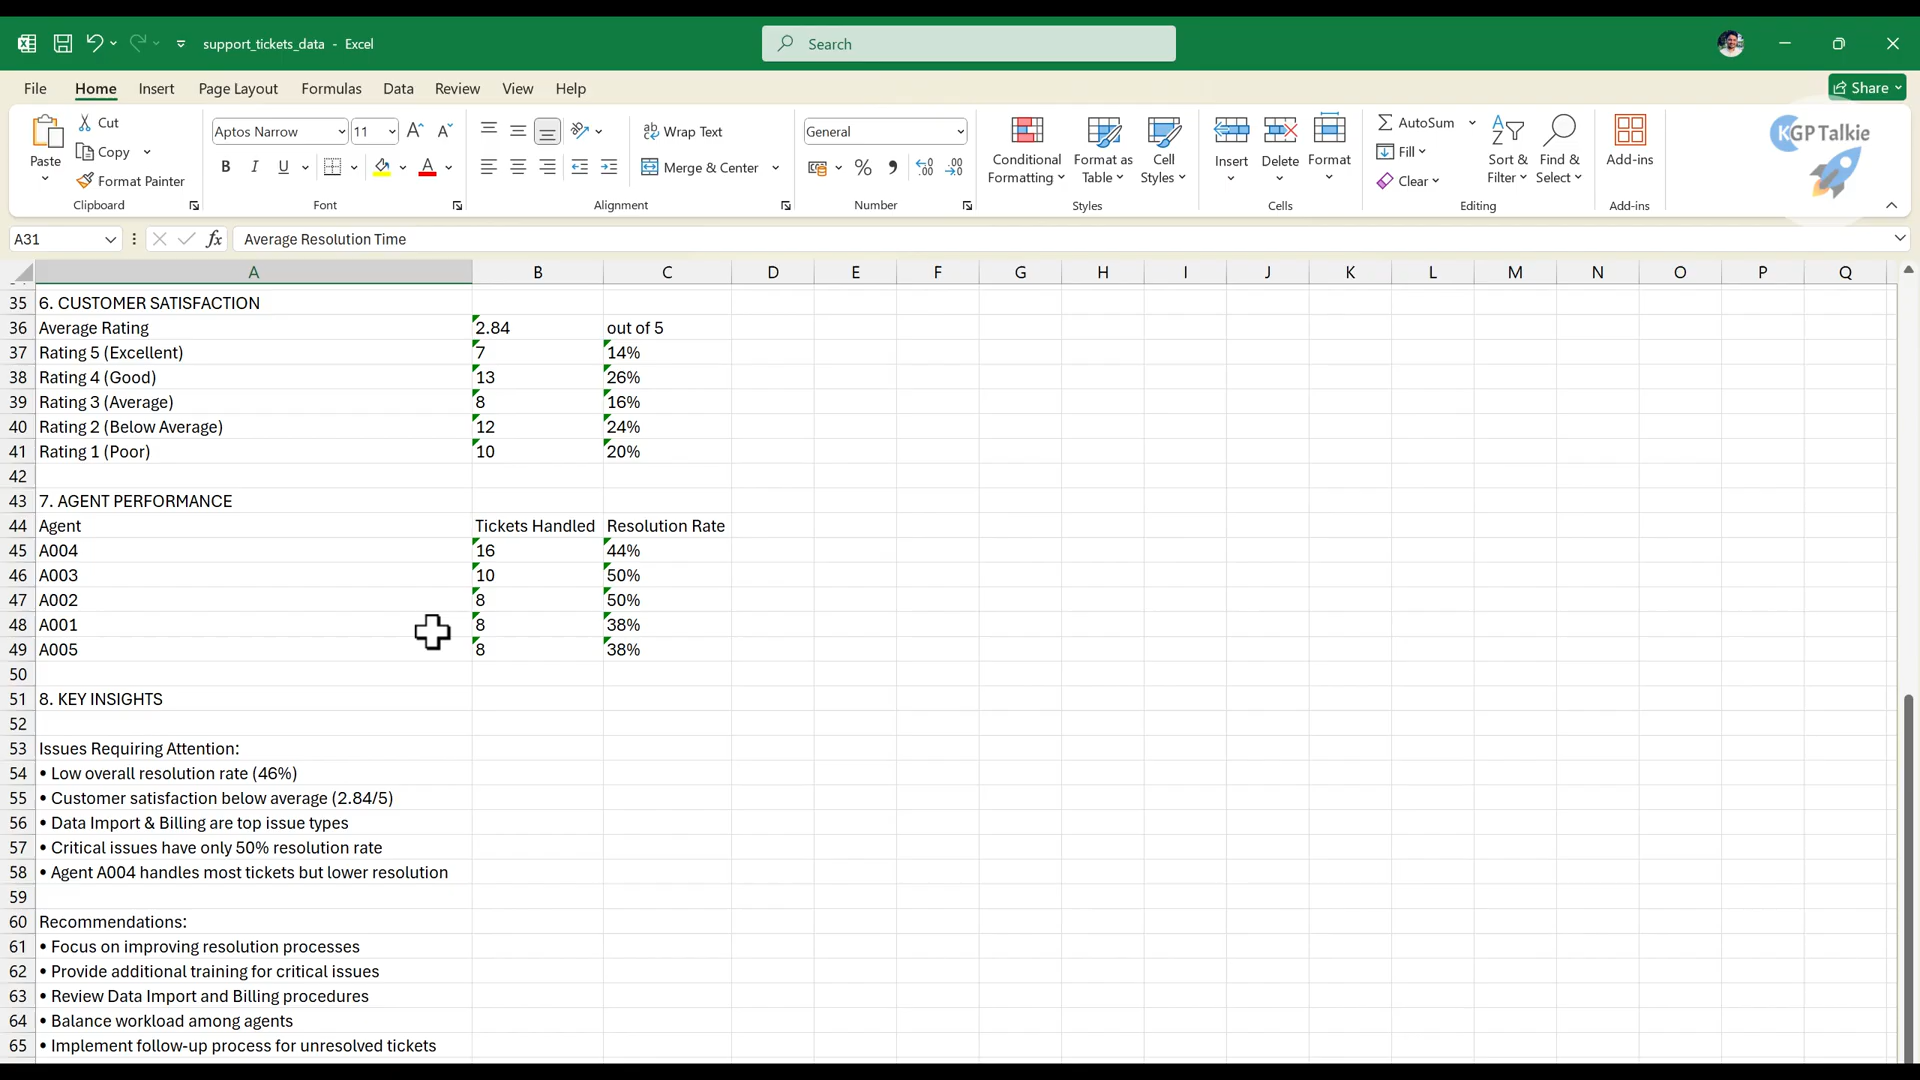 support_tickets_data - Excel
Search
File Home Insert Page Layout Formulas Data Review View Help
Share
Paste
Cut
Copy
Format Painter
Clipboard
Aptos Narrow 11
B I U
Font
Wrap Text
Merge & Center
Alignment
General
Number
Conditional Formatting
Format as Table
Cell Styles
Styles
Insert Delete Format
Cells
AutoSum
Fill
Clear
Sort & Filter
Find & Select
Editing
Add-ins
Add-ins
KGP Talkie
A31 fx Average Resolution Time
A B C D E F G H I J K L M N O P Q
35 6. CUSTOMER SATISFACTION
36 Average Rating 2.84 out of 5
37 Rating 5 (Excellent) 7 14%
38 Rating 4 (Good) 13 26%
39 Rating 3 (Average) 8 16%
40 Rating 2 (Below Average) 12 24%
41 Rating 1 (Poor) 10 20%
42
43 7. AGENT PERFORMANCE
44 Agent Tickets Handled Resolution Rate
45 A004 16 44%
46 A003 10 50%
47 A002 8 50%
48 A001 8 38%
49 A005 8 38%
50
51 8. KEY INSIGHTS
52
53 Issues Requiring Attention:
54 • Low overall resolution rate (46%)
55 • Customer satisfaction below average (2.84/5)
56 • Data Import & Billing are top issue types
57 • Critical issues have only 50% resolution rate
58 • Agent A004 handles most tickets but lower resolution
59
60 Recommendations:
61 • Focus on improving resolution processes
62 • Provide additional training for critical issues
63 • Review Data Import and Billing procedures
64 • Balance workload among agents
65 • Implement follow-up process for unresolved tickets